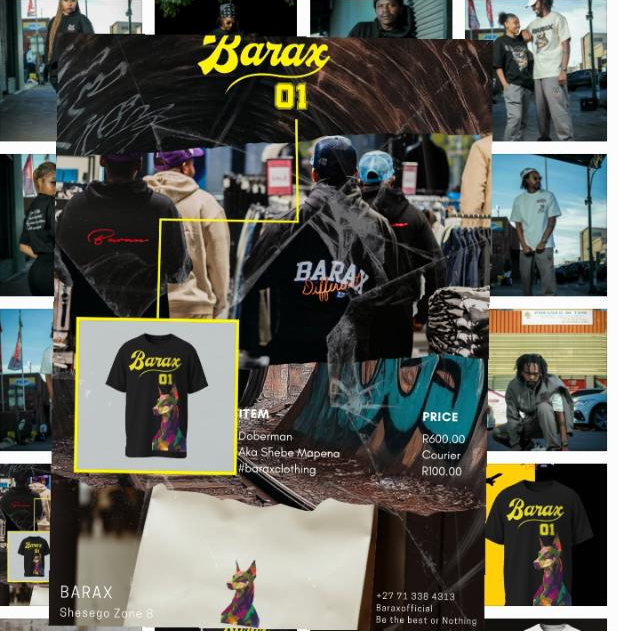 Barax
01
Barax
BARAX
Different
Barax
01
ITEM
Doberman
Aka Shebe Mapena
#baraxclothing
PRICE
R600.00
Courier
R100.00
BARAX
Shesego Zone 8
+27 71 338 4313
Baraxofficial
Be the best or Nothing
Barax
01